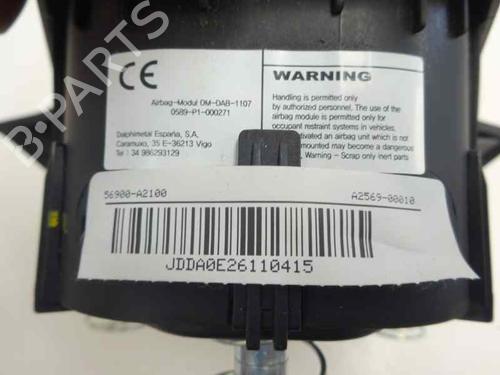 CE
Airbag-Modul DM-DAB-1107
0589-P1-000271
Dalphimetal España, S.A.
Caramuxo, 35 E-36213 Vigo
Tel : 34 986293129
WARNING
Handling is permitted only
by authorized personnel. The use of the
airbag module is permitted only for
occupant restraint systems in vehicles.
activated an airbag unit which is not
mounted may become a dangerous
Warning - Scrap only inert parts
56900-A2100
A2569-00010
JDDA0E26110415